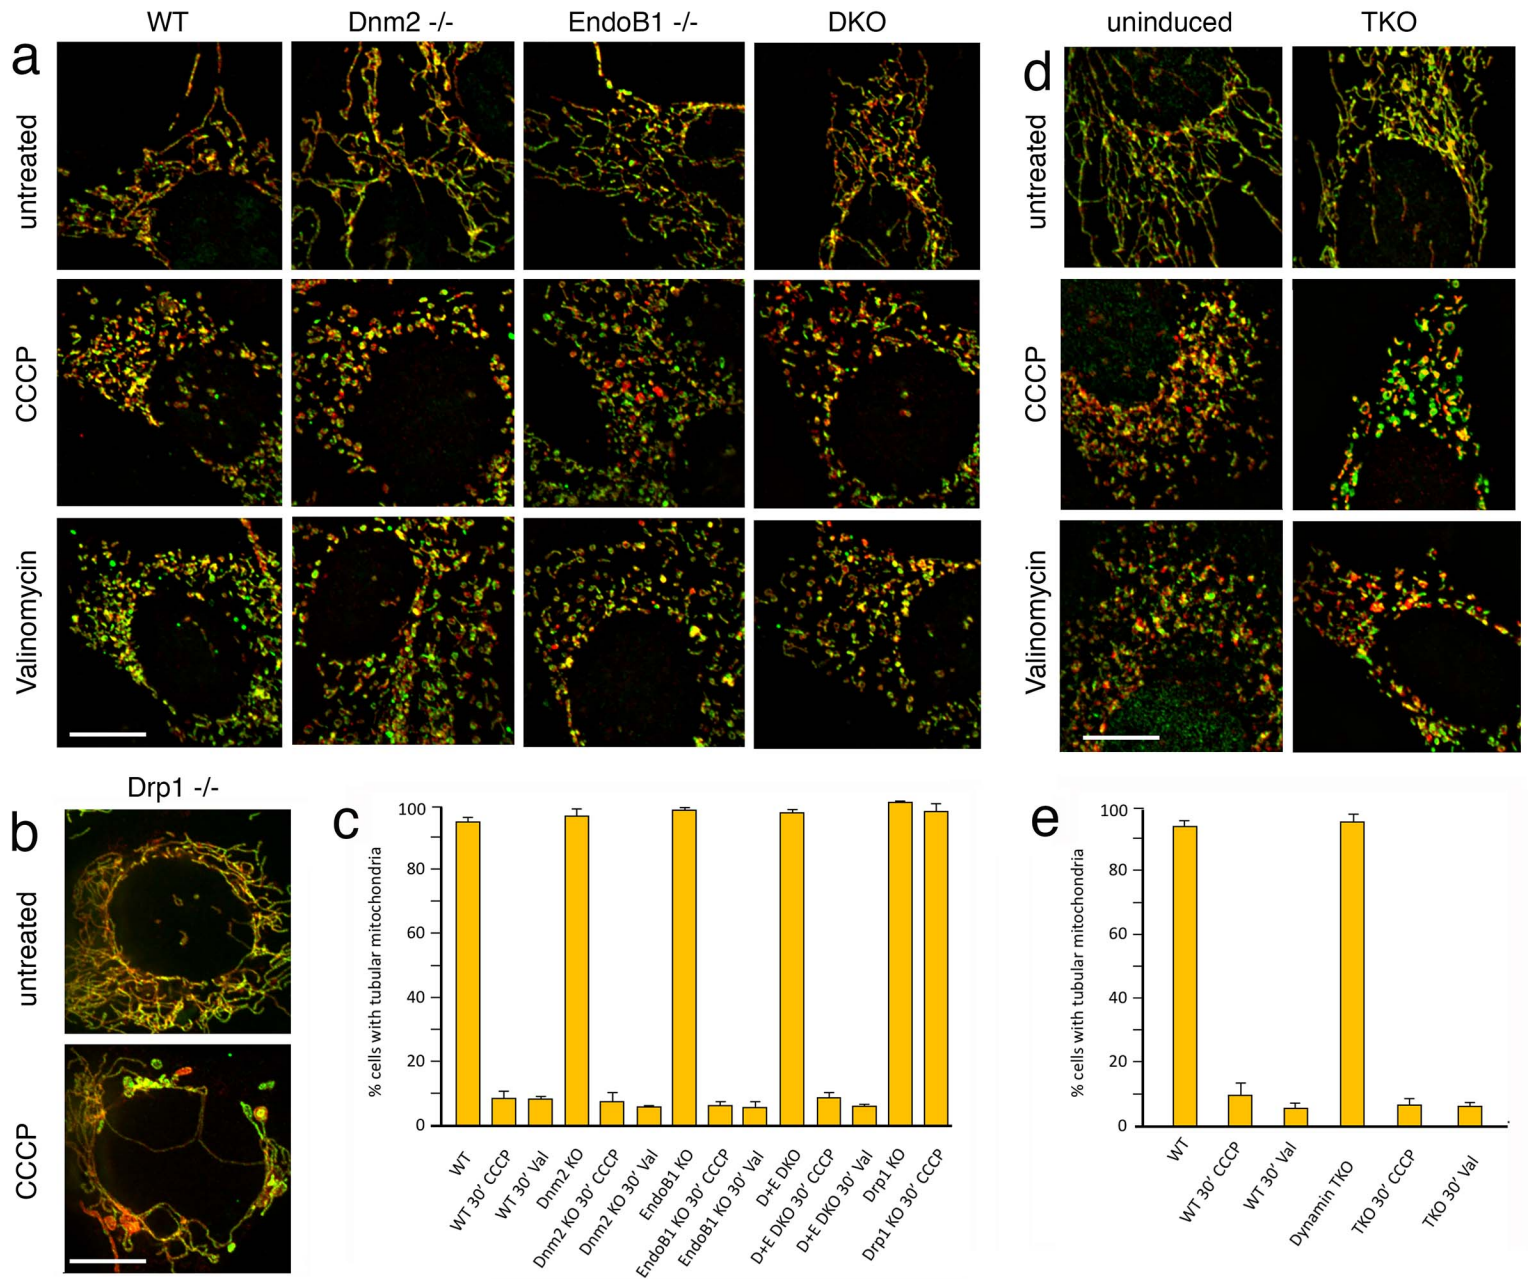 WT
Dnm2 -/-
EndoB1 -/-
DKO
a
untreated
CCCP
Valinomycin
uninduced
TKO
d
untreated
CCCP
Valinomycin
Drp1 -/-
b
untreated
CCCP
c
% cells with tubular mitochondria
100
80
60
40
20
0
WT
WT 30’ CCCP
WT 30’ Val
Dnm2 KO
Dnm2 KO 30’ CCCP
Dnm2 KO 30’ Val
EndoB1 KO
EndoB1 KO 30’ CCCP
EndoB1 KO 30’ Val
D+E DKO
D+E DKO 30’ CCCP
D+E DKO 30’ Val
Drp1 KO
Drp1 KO 30’ CCCP
e
% cells with tubular mitochondria
100
80
60
40
20
0
WT
WT 30’ CCCP
WT 30’ Val
Dynamin TKO
TKO 30’ CCCP
TKO 30’ Val